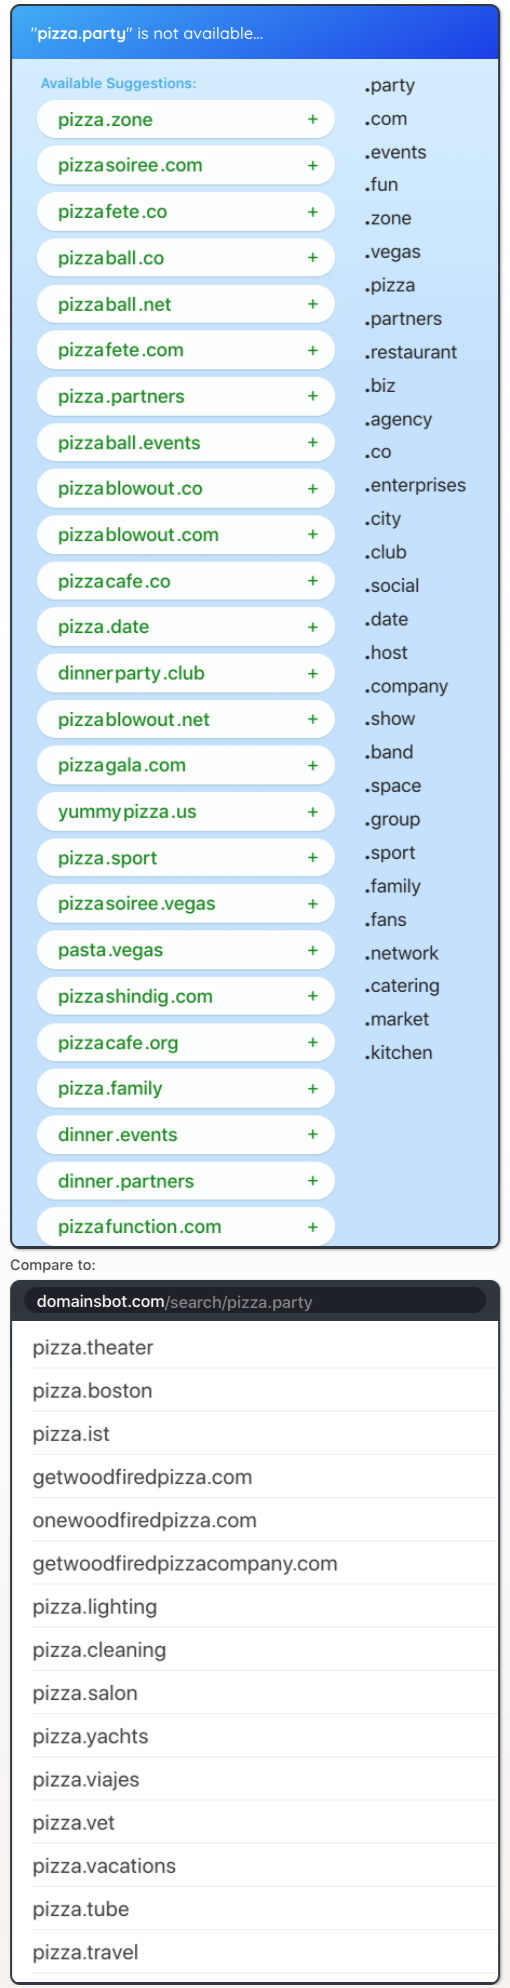 "pizza.party" is not available...
Available Suggestions:
pizza.zone +
pizzasoiree.com +
pizzafete.co +
pizzaball.co +
pizzaball.net +
pizzafete.com +
pizza.partners +
pizzaball.events +
pizzablowout.co +
pizzablowout.com +
pizzacafe.co +
pizza.date +
dinnerparty.club +
pizzablowout.net +
pizzagala.com +
yummypizza.us +
pizza.sport +
pizzasoiree.vegas +
pasta.vegas +
pizzashindig.com +
pizzacafe.org +
pizza.family +
dinner.events +
dinner.partners +
pizzafunction.com +
.party
.com
.events
.fun
.zone
.vegas
.pizza
.partners
.restaurant
.biz
.agency
.co
.enterprises
.city
.club
.social
.date
.host
.company
.show
.band
.space
.group
.sport
.family
.fans
.network
.catering
.market
.kitchen
Compare to:
domainsbot.com/search/pizza.party
pizza.theater
pizza.boston
pizza.ist
getwoodfiredpizza.com
onewoodfiredpizza.com
getwoodfiredpizzacompany.com
pizza.lighting
pizza.cleaning
pizza.salon
pizza.yachts
pizza.viajes
pizza.vet
pizza.vacations
pizza.tube
pizza.travel